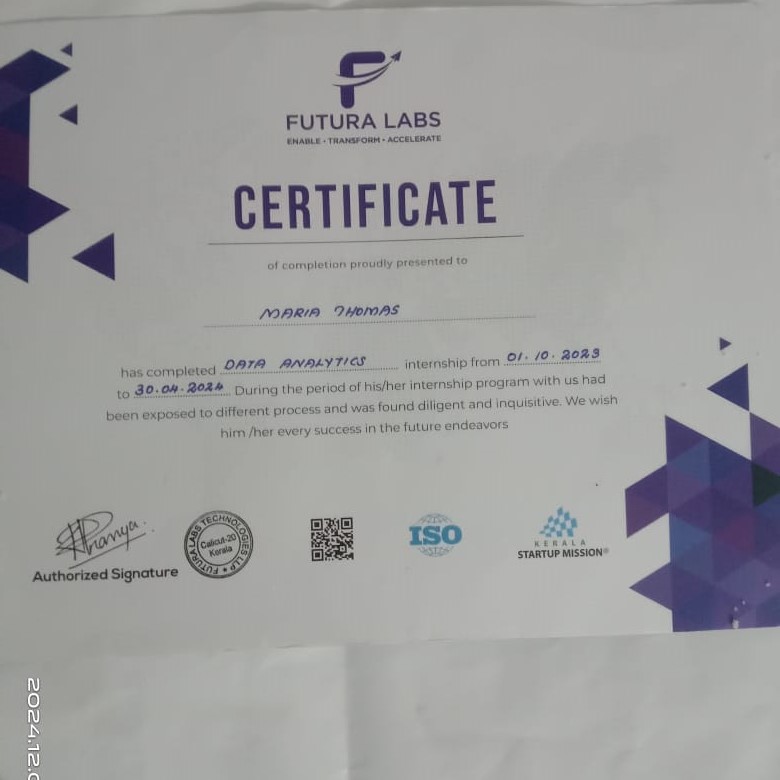 FUTURA LABS
ENABLE • TRANSFORM • ACCELERATE
CERTIFICATE
of completion proudly presented to
MARIA THOMAS
has completed DATA ANALYTICS internship from 01.10.2023
to 30.04.2024. During the period of his/her internship program with us had
been exposed to different process and was found diligent and inquisitive. We wish
him /her every success in the future endeavors
Authorized Signature
FUTURA LABS TECHNOLOGIES LLP
Calicut-20
Kerala
ISO
KERALA
STARTUP MISSION®
2024.12.